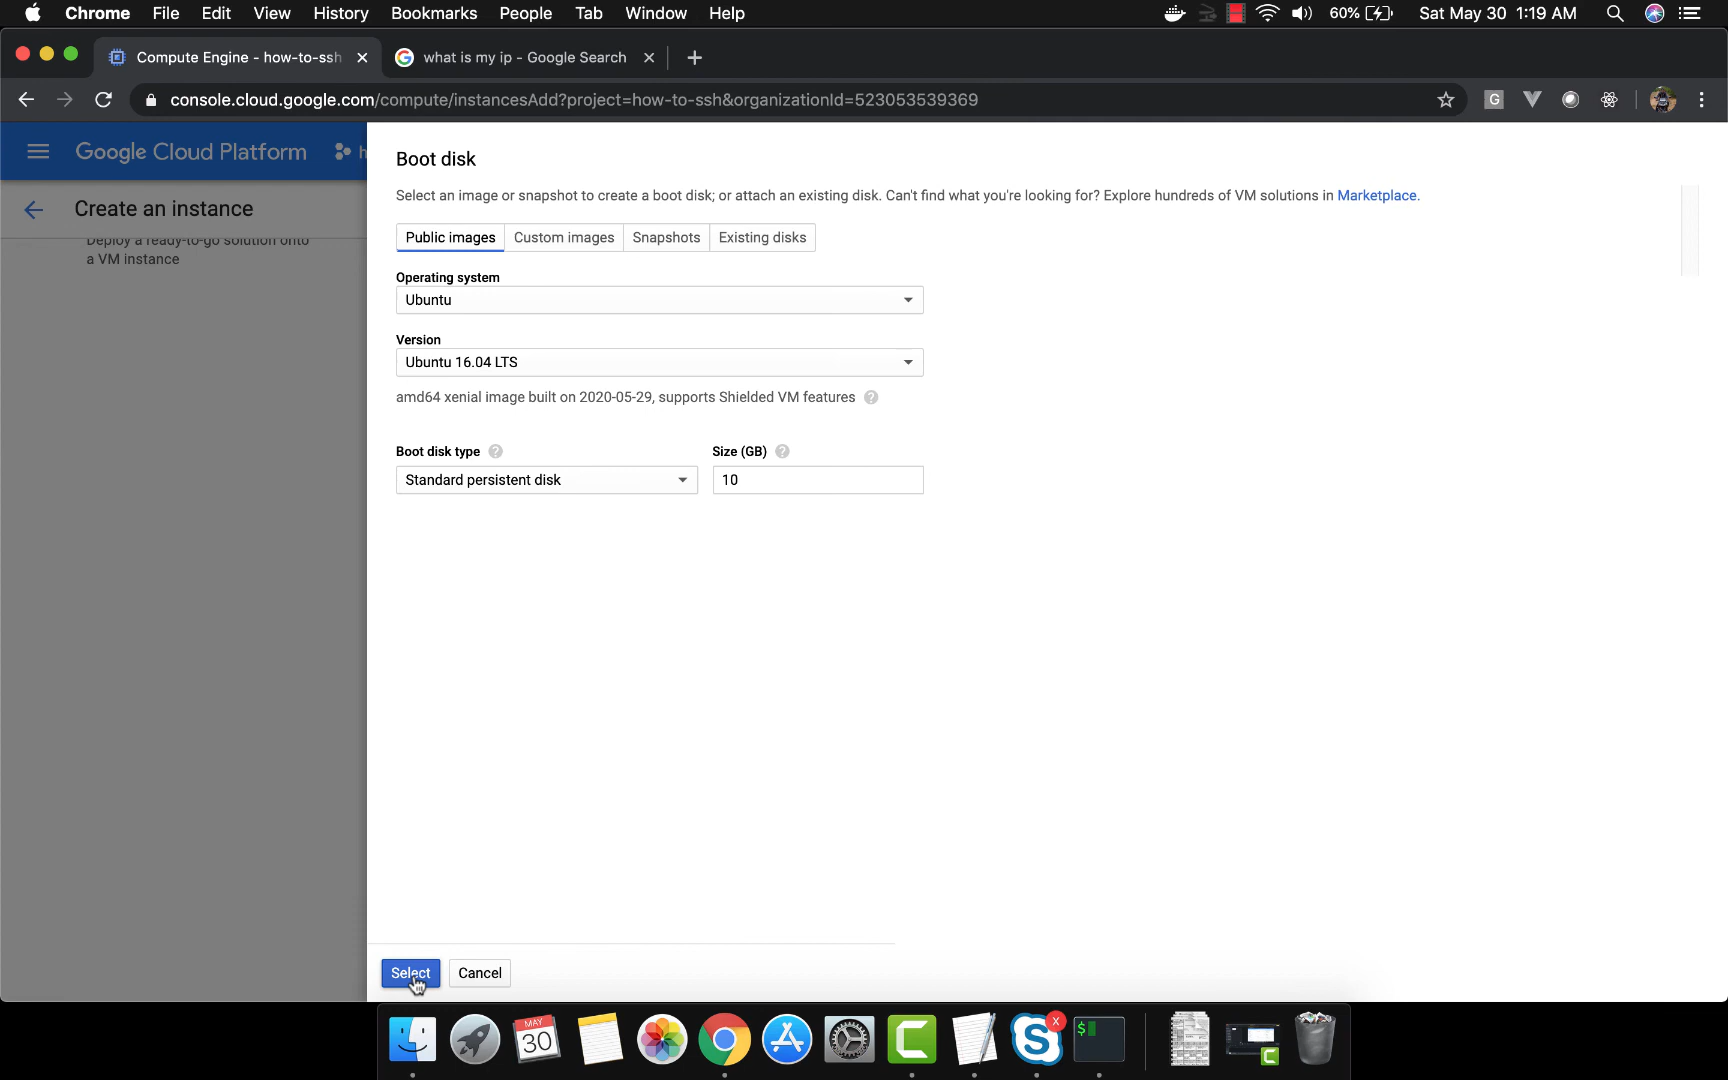 Chrome File Edit View History Bookmarks People Tab Window Help 60% Sat May 30 1:19 AM
Compute Engine - how-to-ssh what is my ip - Google Search
console.cloud.google.com/compute/instancesAdd?project=how-to-ssh&organizationId=523053539369
G
Google Cloud Platform h
Create an instance
Deploy a ready-to-go solution onto
a VM instance
Boot disk
Select an image or snapshot to create a boot disk; or attach an existing disk. Can't find what you're looking for? Explore hundreds of VM solutions in Marketplace.
Public images Custom images Snapshots Existing disks
Operating system
Ubuntu
Version
Ubuntu 16.04 LTS
amd64 xenial image built on 2020-05-29, supports Shielded VM features ?
Boot disk type ? Size (GB) ?
Standard persistent disk 10
Select Cancel
MAY
30
S x
$